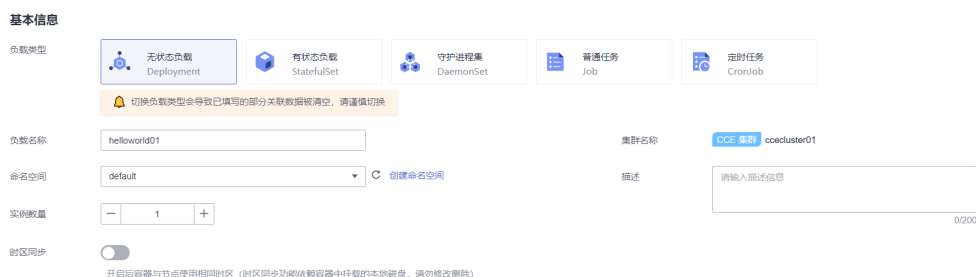 基本信息
负载类型
无状态负载
Deployment
有状态负载
StatefulSet
守护进程集
DaemonSet
普通任务
Job
定时任务
CronJob
切换负载类型会导致已填写的部分关联数据被清空，请谨慎切换
负载名称 helloworld01 集群名称 CCE 集群 ccecluster01
命名空间 default 创建命名空间 描述 请输入描述信息
实例数量 − 1 + 0/200
时区同步
开启后容器与节点使用相同时区（时区同步功能依赖容器中挂载的本地磁盘，请勿修改删除）